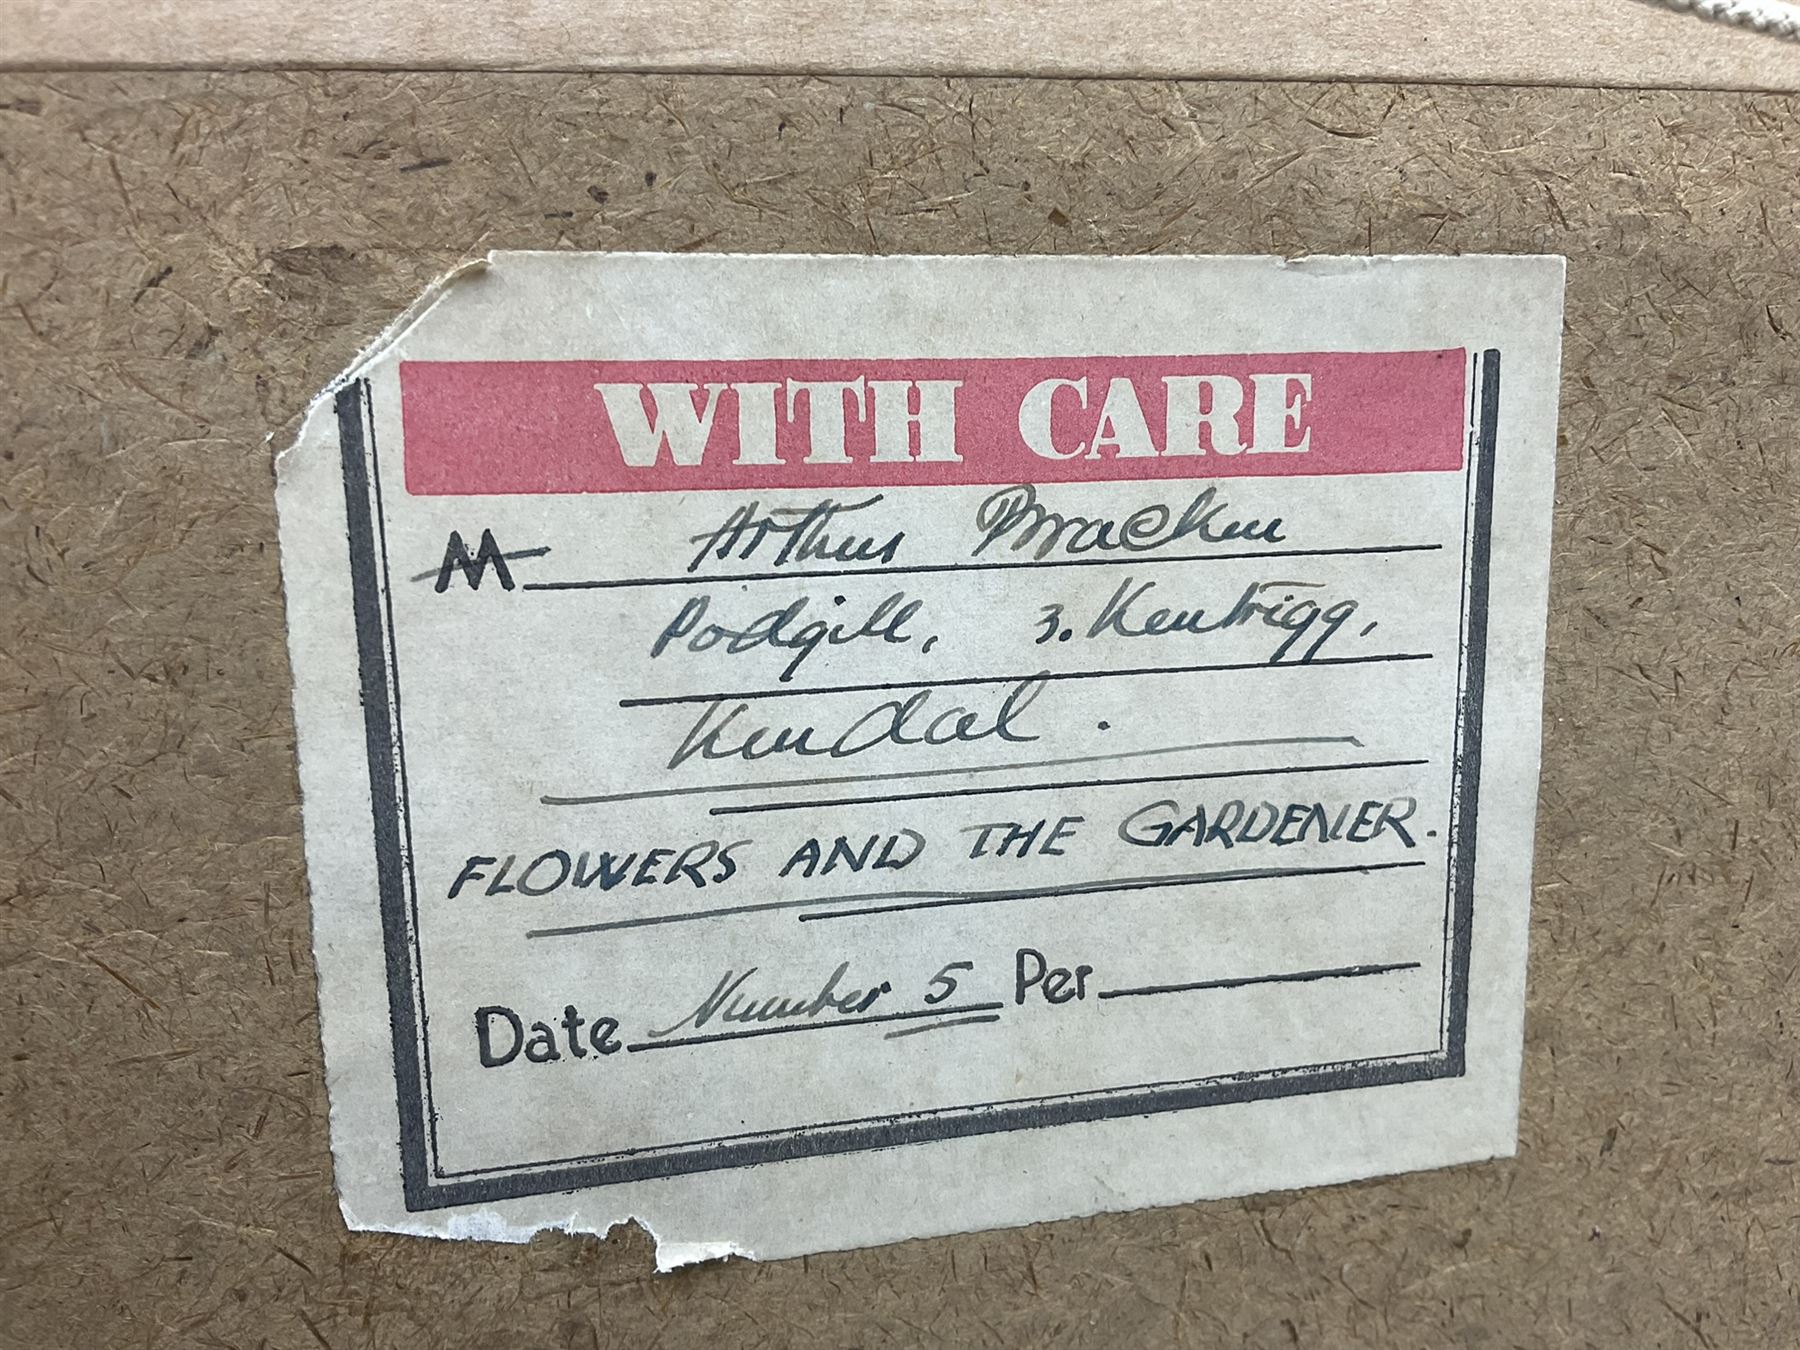 WITH CARE
M Arthur Bracken
Podgill, 3. Kentrigg,
Kendal.
FLOWERS AND THE GARDENER.
Date Number 5 Per